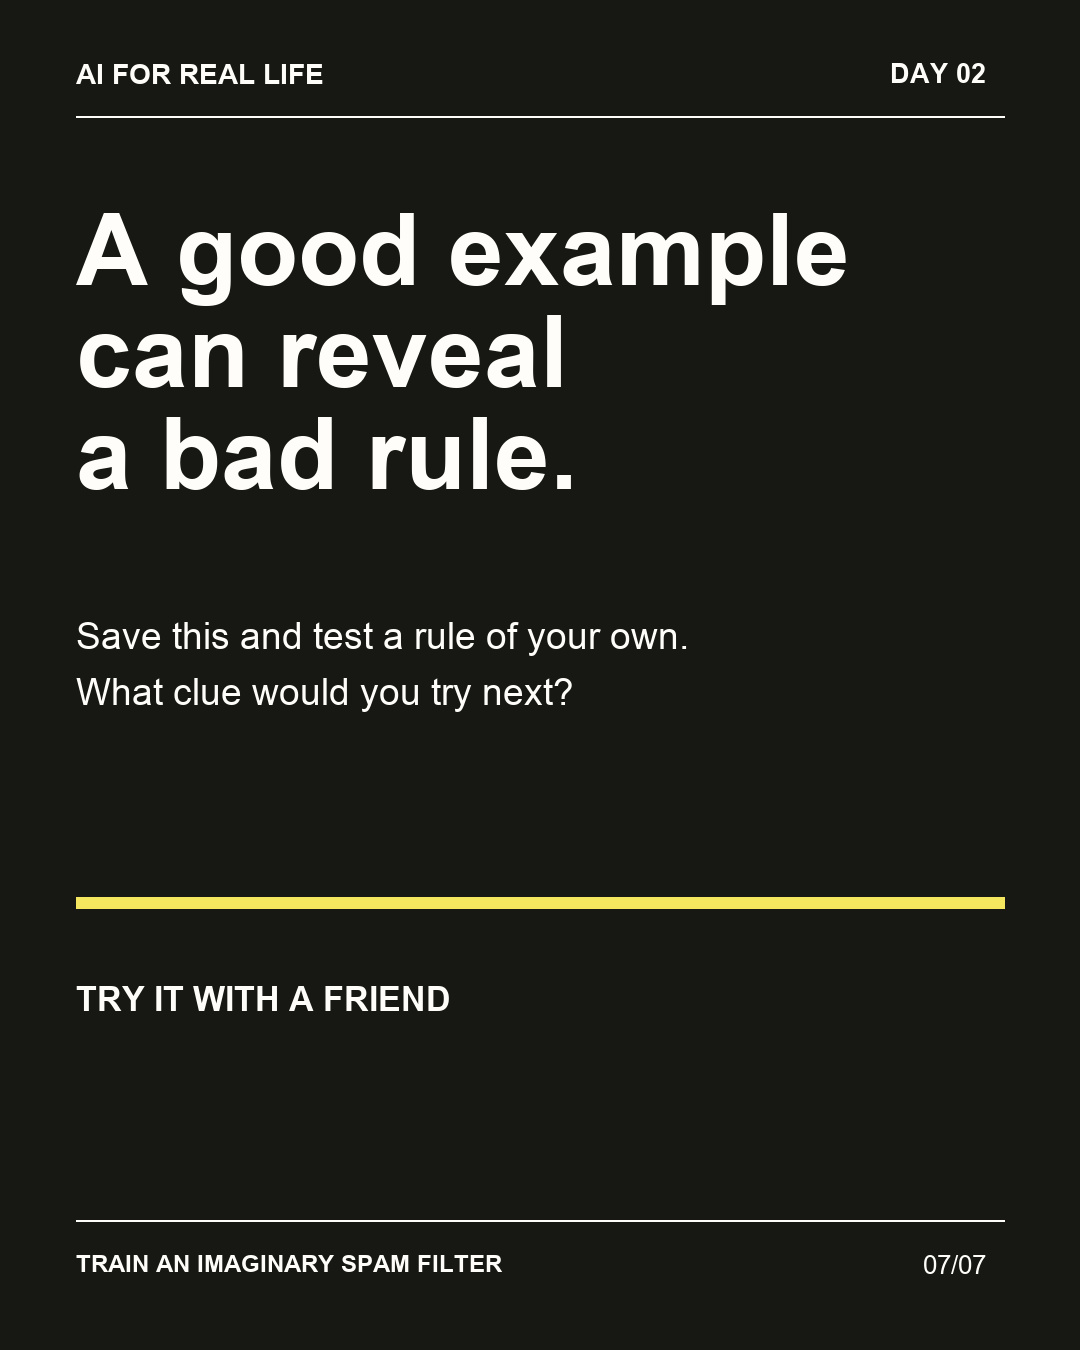 AI FOR REAL LIFE
DAY 02
A good example
can reveal
a bad rule.
Save this and test a rule of your own.
What clue would you try next?
TRY IT WITH A FRIEND
TRAIN AN IMAGINARY SPAM FILTER
07/07